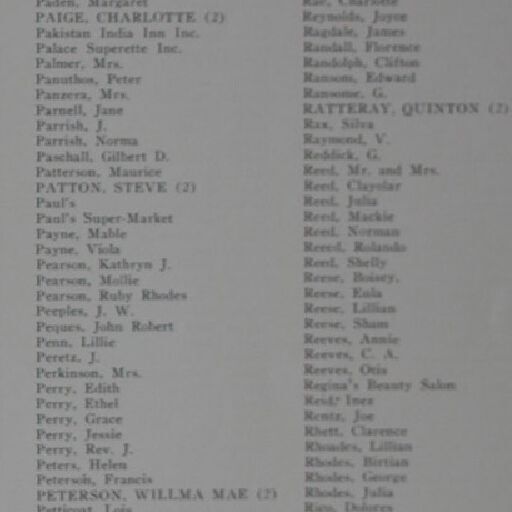 Paden, Margaret
PAIGE, CHARLOTTE (2)
Pakistan India Inn Inc.
Palace Superette Inc.
Palmer, Mrs.
Panuthos, Peter
Panzera, Mrs.
Parnell, Jane
Parrish, J.
Parrish, Norma
Paschall, Gilbert D.
Patterson, Maurice
PATTON, STEVE (2)
Paul's
Paul's Super-Market
Payne, Mable
Payne, Viola
Pearson, Kathryn J.
Pearson, Mollie
Pearson, Ruby Rhodes
Peeples, J. W.
Peques, John Robert
Penn, Lillie
Peretz, J.
Perkinson, Mrs.
Perry, Edith
Perry, Ethel
Perry, Grace
Perry, Jessie
Perry, Rev. J.
Peters, Helen
Petersoh, Francis
PETERSON, WILLMA MAE (2)
Petticoat, Lois
Rae, Charlotte
Reynolds, Joyce
Ragdale, James
Randall, Florence
Randolph, Clifton
Ransom, Edward
Ransome, G.
RATTERAY, QUINTON (2)
Rax, Silva
Raymond, V.
Reddick, G.
Reed, Mr. and Mrs.
Reed, Clayolar
Reed, Julia
Reed, Mackie
Reed, Norman
Rereed, Rolando
Reed, Shelly
Reese, Boisey,
Reese, Eula
Reese, Lillian
Reese, Sham
Reeves, Annie
Reeves, C. A.
Reeves, Otis
Regina's Beauty Salon
Reid, Inez
Rentz, Joe
Rhett, Clarence
Rhoades, Lillian
Rhodes, Birtian
Rhodes, George
Rhodes, Julia
Rice, Dolores